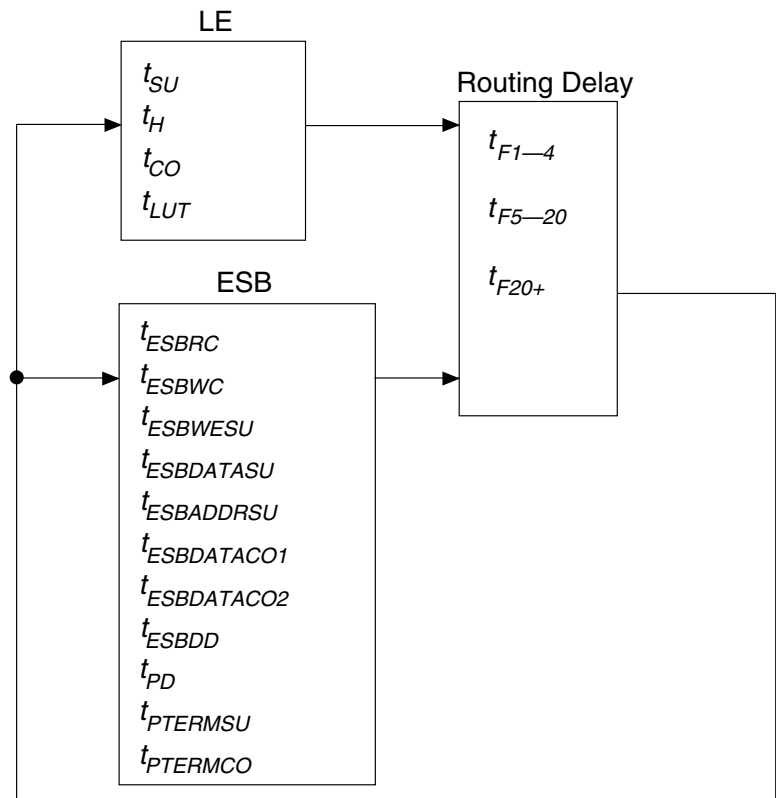 LE
tSU
tH
tCO
tLUT
Routing Delay
tF1—4
tF5—20
tF20+
ESB
tESBRC
tESBWC
tESBWESU
tESBDATASU
tESBADDRSU
tESBDATACO1
tESBDATACO2
tESBDD
tPD
tPTERMSU
tPTERMCO